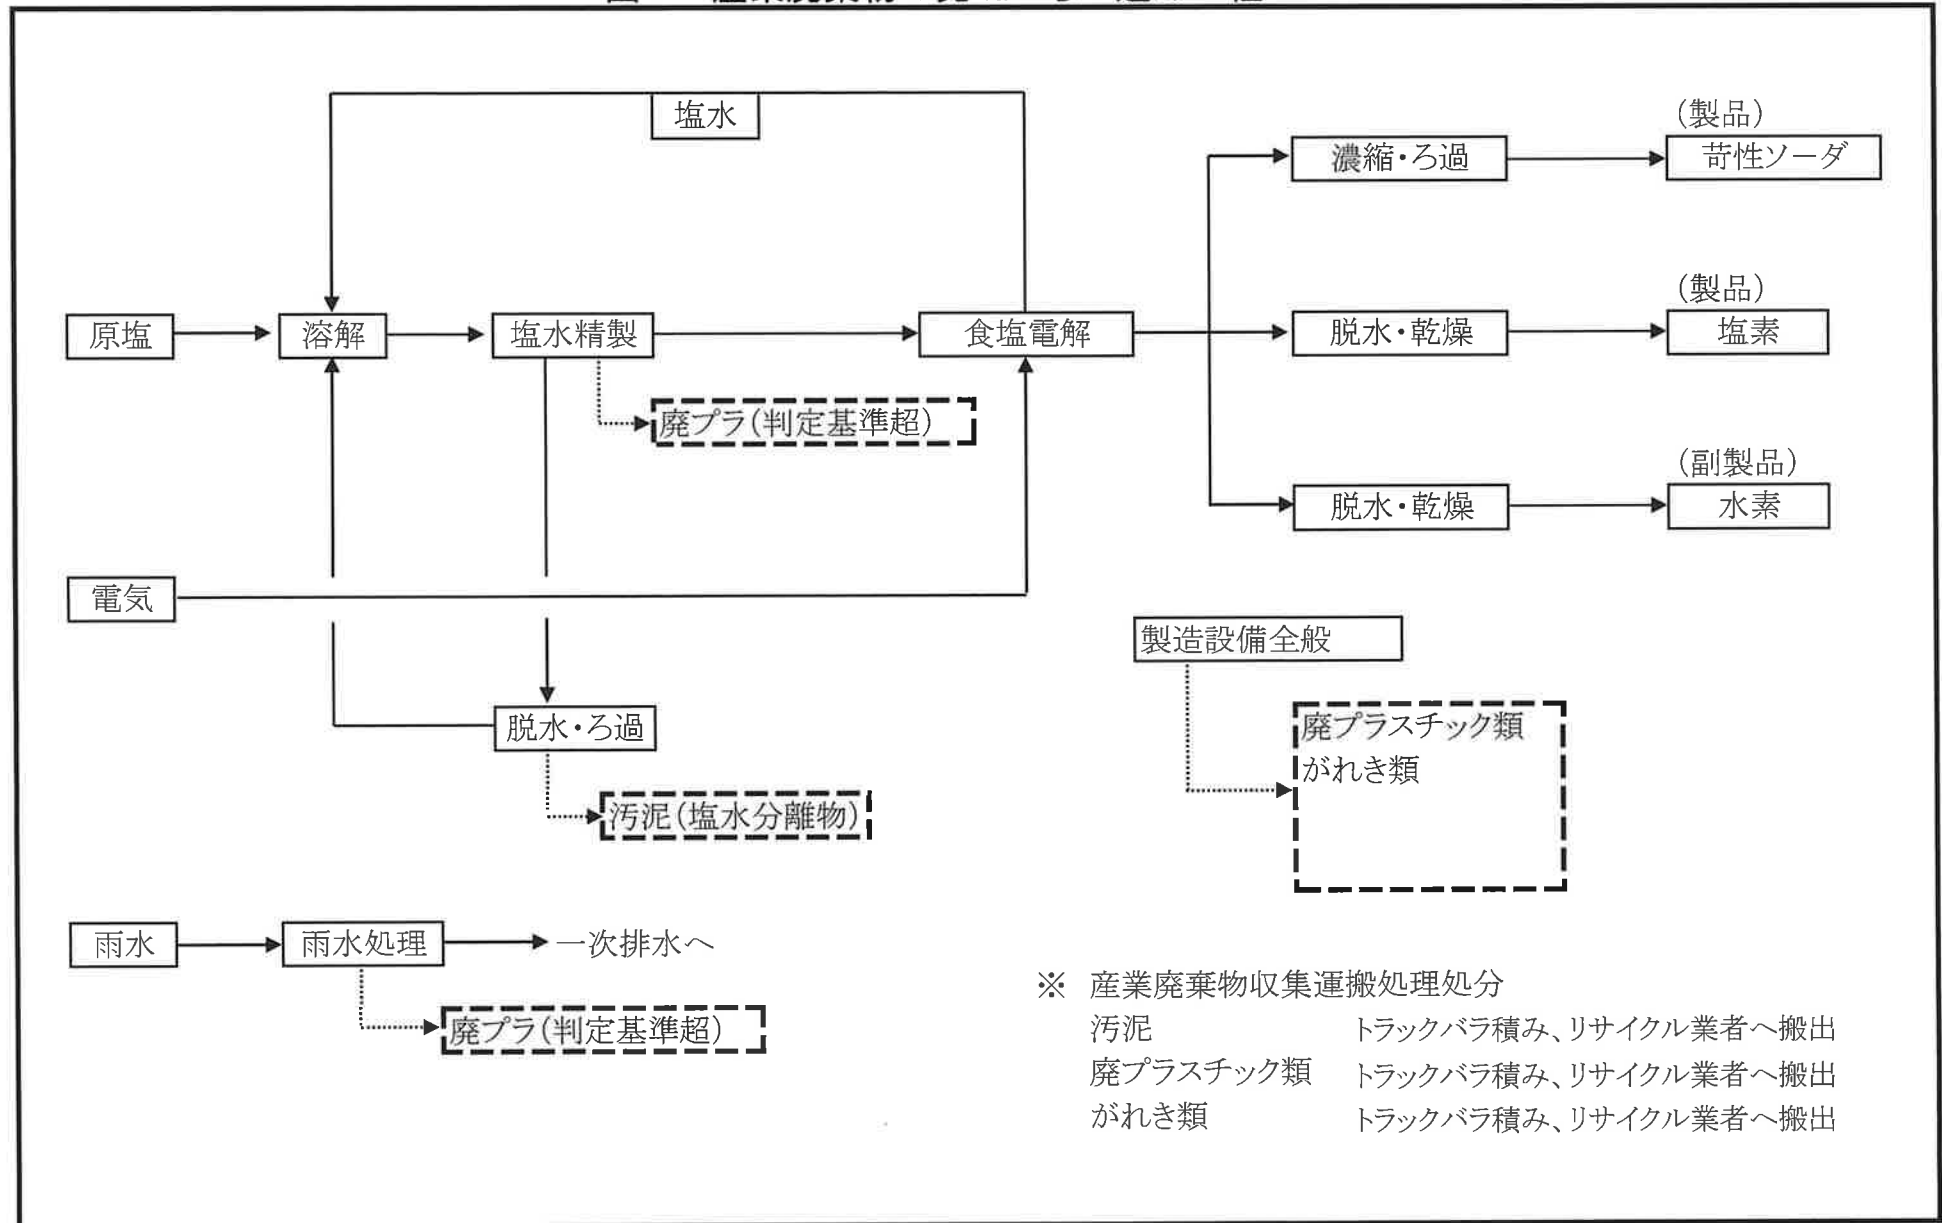 塩水
(製品)
濃縮・ろ過
苛性ソーダ
(製品)
原塩
溶解
塩水精製
食塩電解
脱水・乾燥
塩素
廃プラ(判定基準超)
(副製品)
脱水・乾燥
水素
電気
製造設備全般
脱水・ろ過
廃プラスチック類
がれき類
汚泥(塩水分離物)
雨水
雨水処理
一次排水へ
廃プラ(判定基準超)
※ 産業廃棄物収集運搬処理処分
汚泥 トラックバラ積み、リサイクル業者へ搬出
廃プラスチック類 トラックバラ積み、リサイクル業者へ搬出
がれき類 トラックバラ積み、リサイクル業者へ搬出